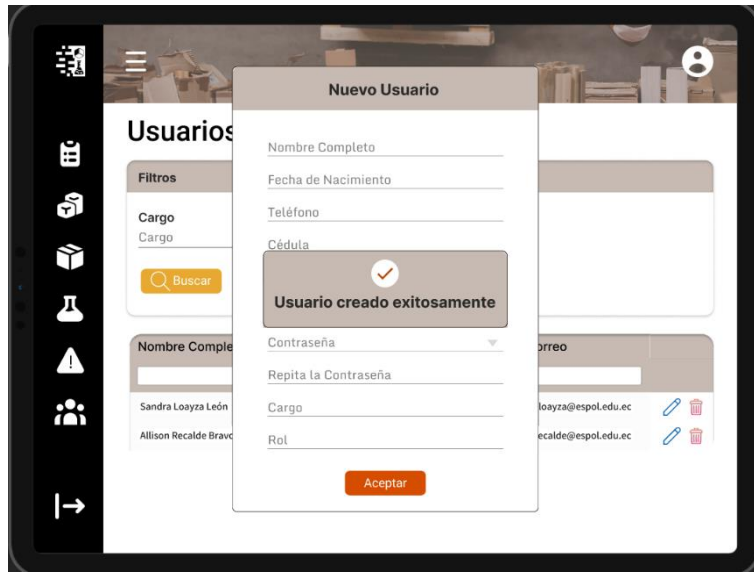 Nuevo Usuario
Usuarios
Nombre Completo
Filtros
Fecha de Nacimiento
Cargo
Teléfono
Cargo
Cédula
Buscar
Usuario creado exitosamente
Nombre Comple
Contraseña
orreo
Repita la Contraseña
Sandra Loayza León
Cargo
loayza@espol.edu.ec
Allison Recalde Bravo
Rol
ecalde@espol.edu.ec
Aceptar